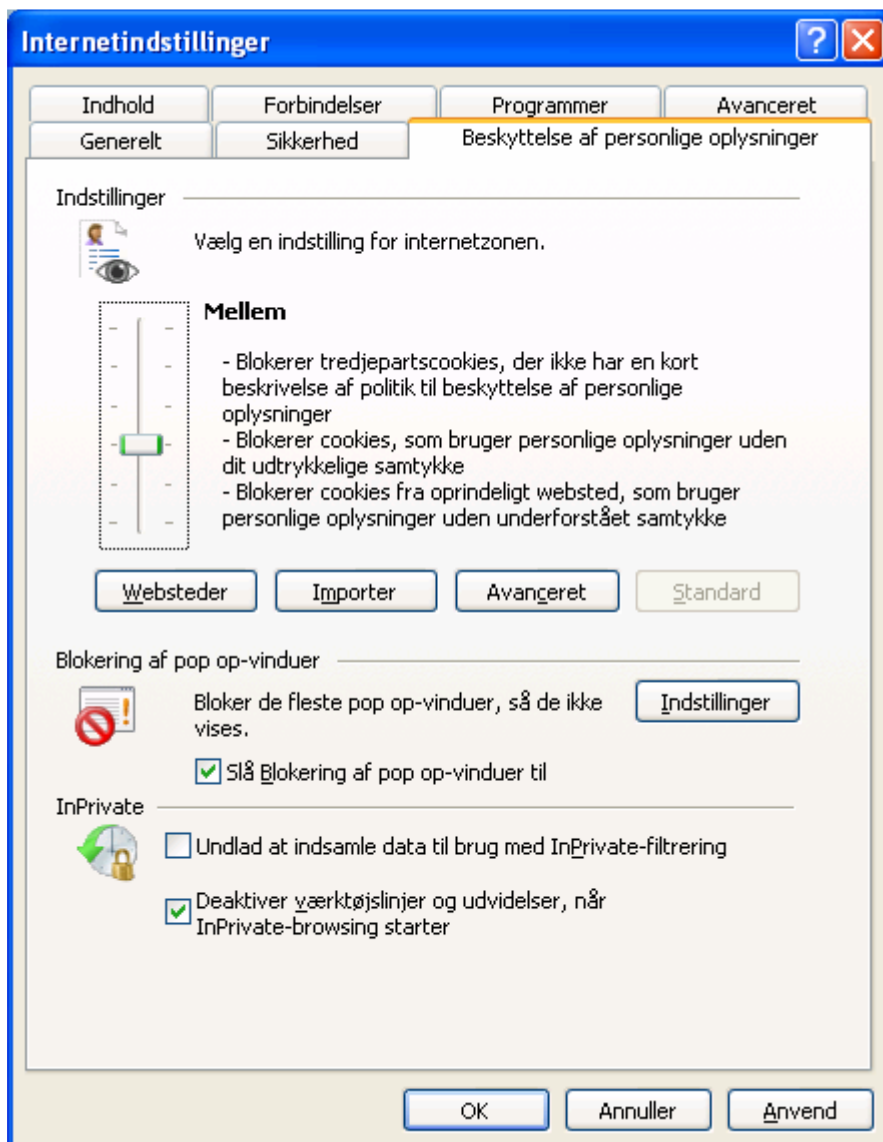 Internetindstillinger
Indhold
Forbindelser
Programmer
Avanceret
Generelt
Sikkerhed
Beskyttelse af personlige oplysninger
Indstillinger
Vælg en indstilling for internetzonen.
Mellem
- Blokerer tredjepartscookies, der ikke har en kort
beskrivelse af politik til beskyttelse af personlige
oplysninger
- Blokerer cookies, som bruger personlige oplysninger uden
dit udtrykkelige samtykke
- Blokerer cookies fra oprindeligt websted, som bruger
personlige oplysninger uden underforstået samtykke
Websteder
Importer
Avanceret
Standard
Blokering af pop op-vinduer
Bloker de fleste pop op-vinduer, så de ikke
vises.
Indstillinger
Slå Blokering af pop op-vinduer til
InPrivate
Undlad at indsamle data til brug med InPrivate-filtrering
Deaktiver værktøjslinjer og udvidelser, når
InPrivate-browsing starter
OK
Annuller
Anvend